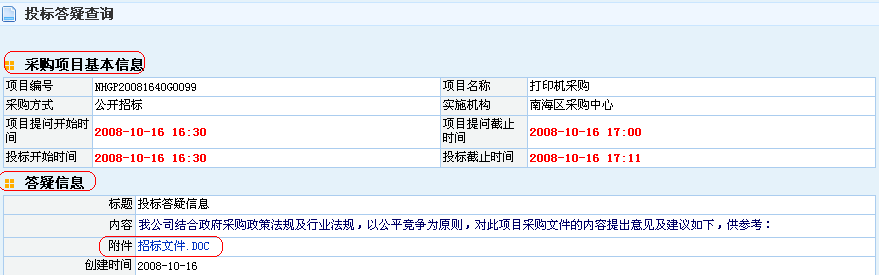 投标答疑查询
采购项目基本信息
项目编号 NHGP20081640G0099 项目名称 打印机采购
采购方式 公开招标 实施机构 南海区采购中心
项目提问开始时间 2008-10-16 16:30 项目提问截止时间 2008-10-16 17:00
投标开始时间 2008-10-16 16:30 投标截止时间 2008-10-16 17:11
答疑信息
标题 投标答疑信息
内容 我公司结合政府采购政策法规及行业法规，以公平竞争为原则，对此项目采购文件的内容提出意见及建议如下，供参考：
附件 招标文件.DOC
创建时间 2008-10-16